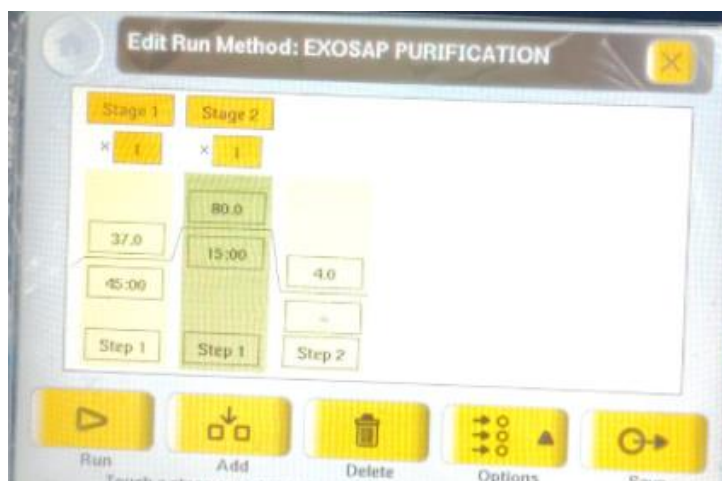 Edit Run Method: EXOSAP PURIFICATION
Stage 1 Stage 2
× 1 × 1
80.0
37.0 15:00
45:00 4.0
Step 1 Step 1 Step 2
Run Add Delete Options Save